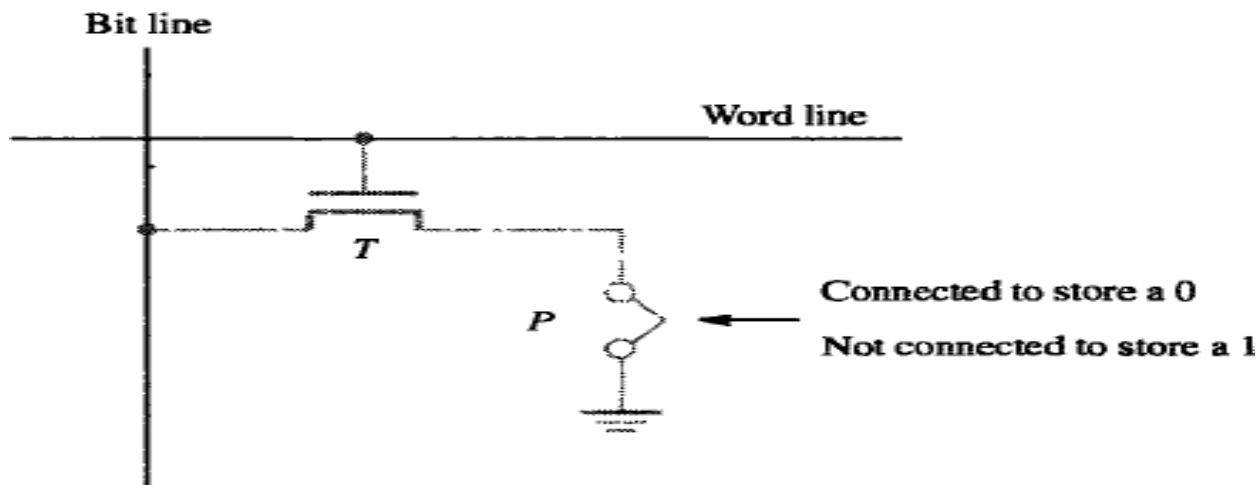 Bit line
Word line
T
P
Connected to store a 0
Not connected to store a 1